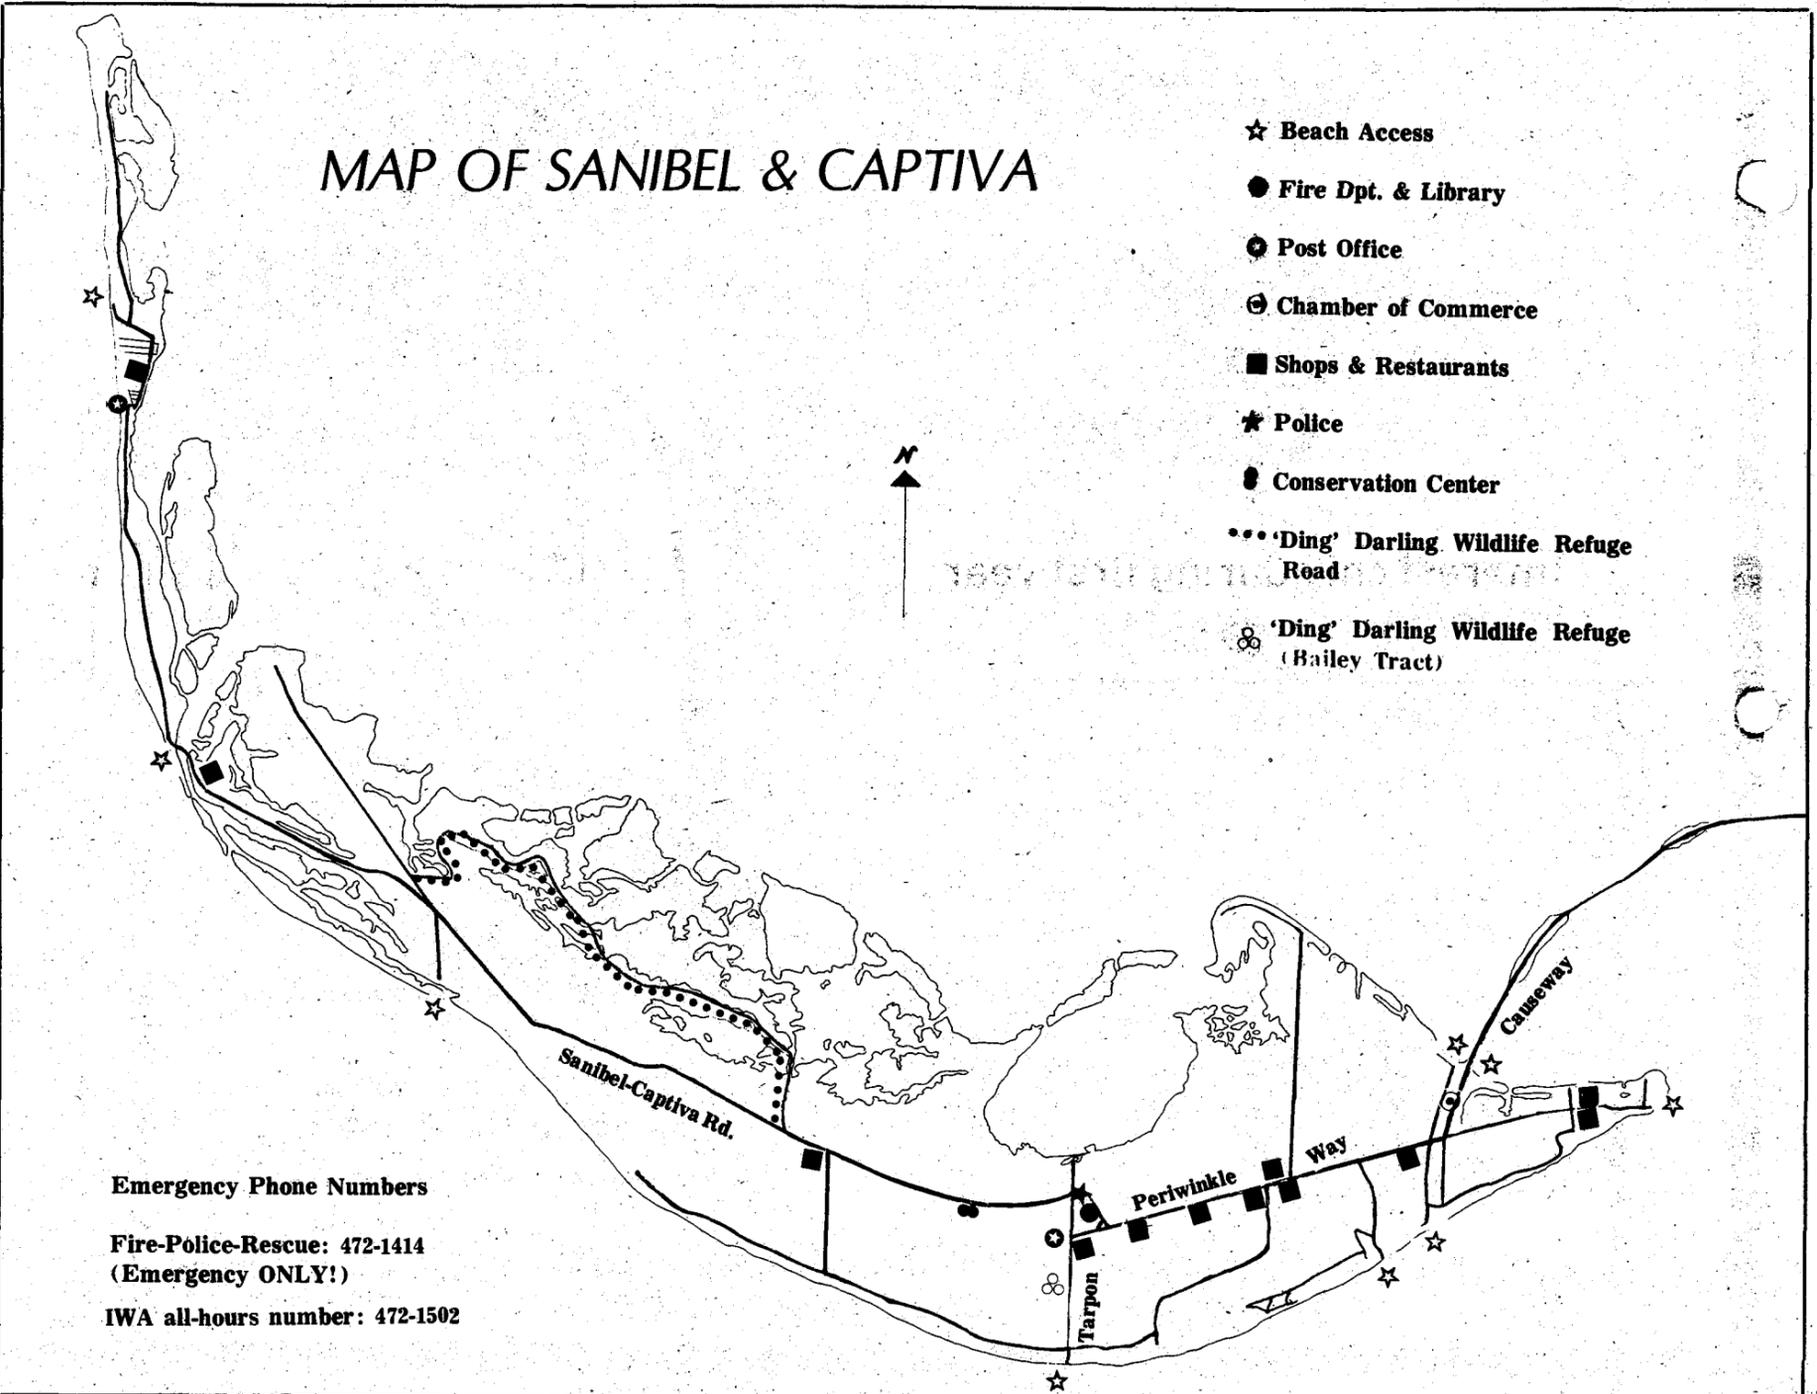 MAP OF SANIBEL & CAPTIVA
Beach Access
Fire Dpt. & Library
Post Office
Chamber of Commerce
Shops & Restaurants
Police
Conservation Center
'Ding' Darling Wildlife Refuge
Road
'Ding' Darling Wildlife Refuge
(Bailey Tract)
N
Causeway
Sanibel-Captiva Rd.
Periwinkle Way
Tarpon
Emergency Phone Numbers
Fire-Police-Rescue: 472-1414
(Emergency ONLY!)
IWA all-hours number: 472-1502